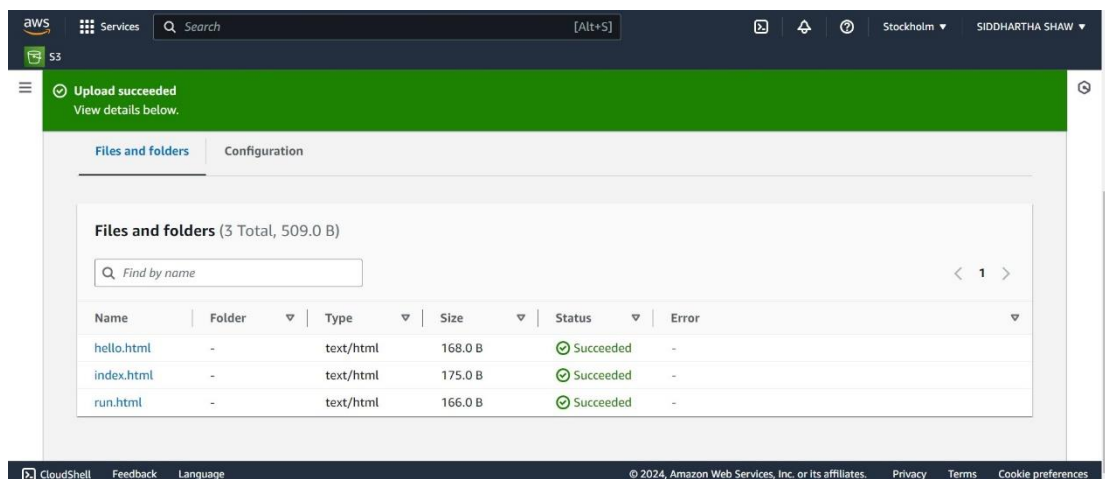 aws Services Search [Alt+S] Stockholm SIDDHARTHA SHAW
S3
Upload succeeded
View details below.
Files and folders Configuration
Files and folders (3 Total, 509.0 B)
Find by name 1
Name Folder Type Size Status Error
hello.html - text/html 168.0 B Succeeded -
index.html - text/html 175.0 B Succeeded -
run.html - text/html 166.0 B Succeeded -
CloudShell Feedback Language © 2024, Amazon Web Services, Inc. or its affiliates. Privacy Terms Cookie preferences